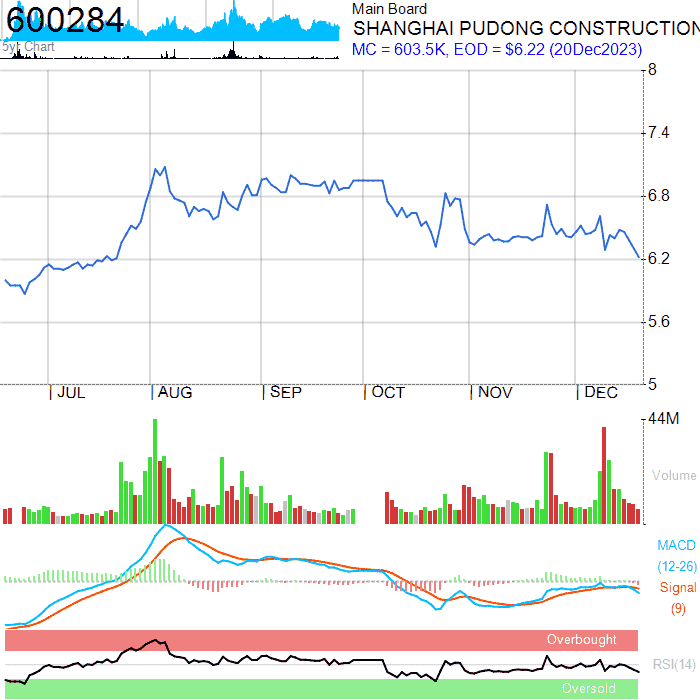 600284
5yr Chart
Main Board
SHANGHAI PUDONG CONSTRUCTION
MC = 603.5K, EOD = $6.22 (20Dec2023)
8
7.4
6.8
6.2
5.6
5
JUL AUG SEP OCT NOV DEC
44M
Volume
MACD
(12-26)
Signal
(9)
Overbought
RSI(14)
Oversold